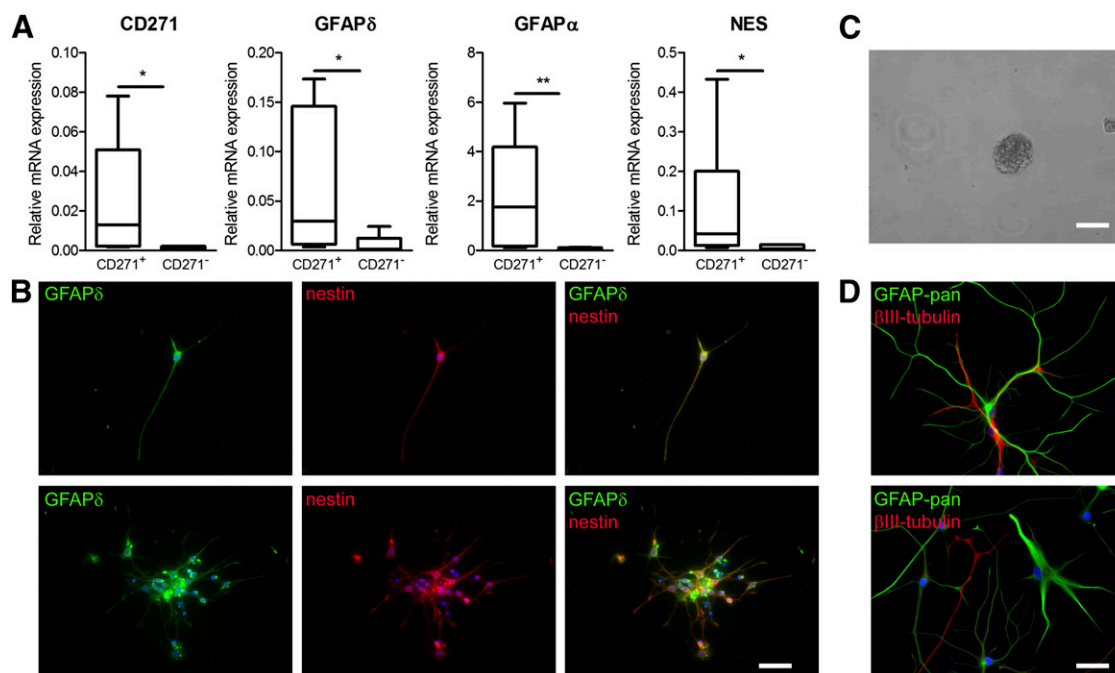 A
CD271
GFAPδ
GFAPα
NES
C
Relative mRNA expression
0.10
0.08
0.06
0.04
0.02
0.00
*
CD271⁺ CD271⁻
Relative mRNA expression
0.20
0.15
0.10
0.05
0.00
*
CD271⁺ CD271⁻
Relative mRNA expression
8
6
4
2
0
**
CD271⁺ CD271⁻
Relative mRNA expression
0.5
0.4
0.3
0.2
0.1
0.0
*
CD271⁺ CD271⁻
B
GFAPδ
nestin
GFAPδ
nestin
GFAPδ
nestin
GFAPδ
nestin
D
GFAP-pan
βIII-tubulin
GFAP-pan
βIII-tubulin